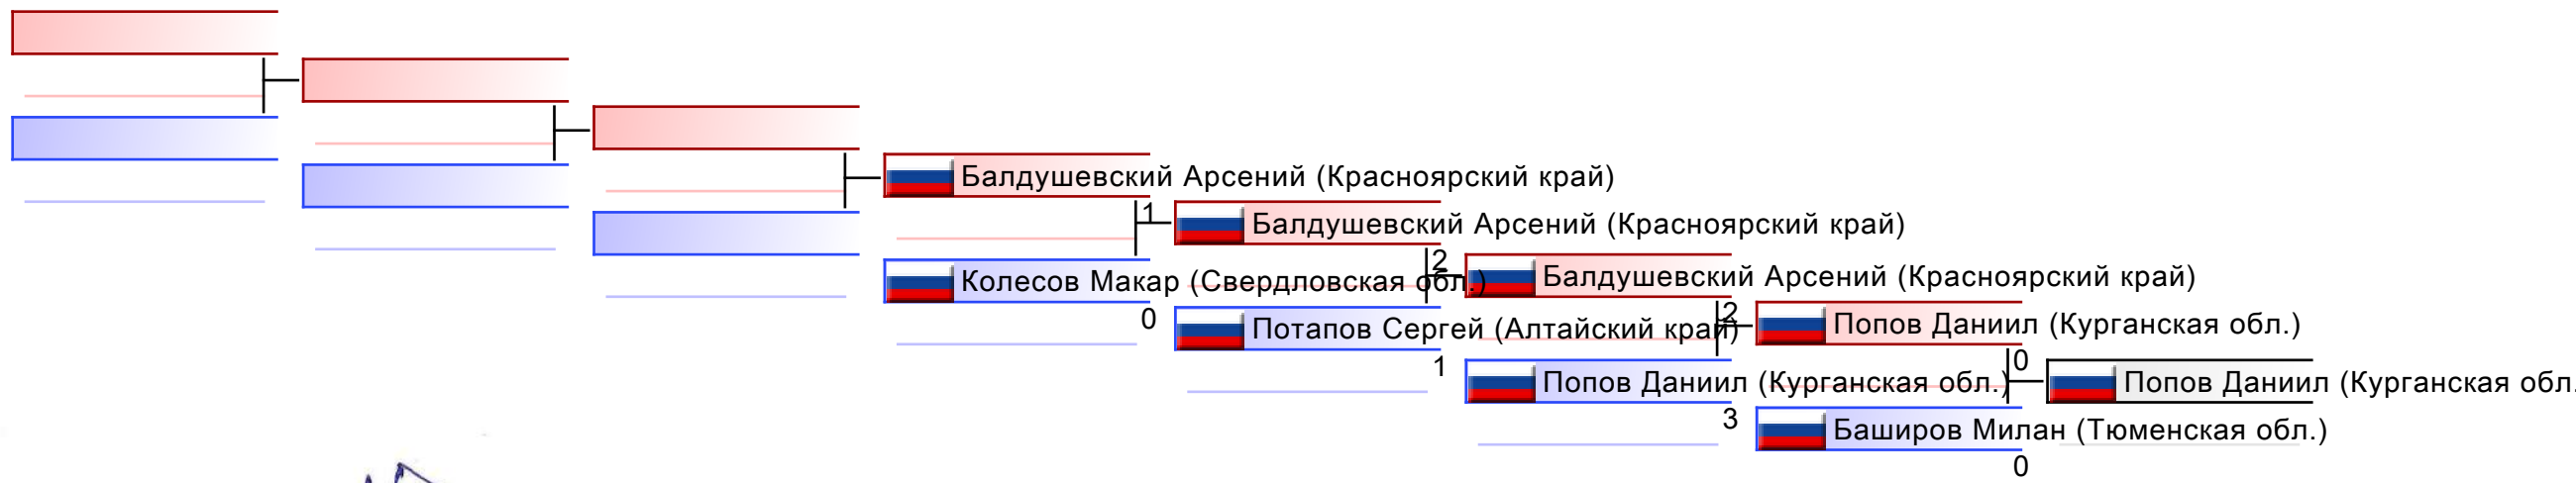 Балдушевский Арсений (Красноярский край)
1
Балдушевский Арсений (Красноярский край)
Колесов Макар (Свердловская обл.)
0
2
Балдушевский Арсений (Красноярский край)
Потапов Сергей (Алтайский край)
1
2
Попов Даниил (Курганская обл.)
Попов Даниил (Курганская обл.)
3
0
Попов Даниил (Курганская обл.
Баширов Милан (Тюменская обл.)
0